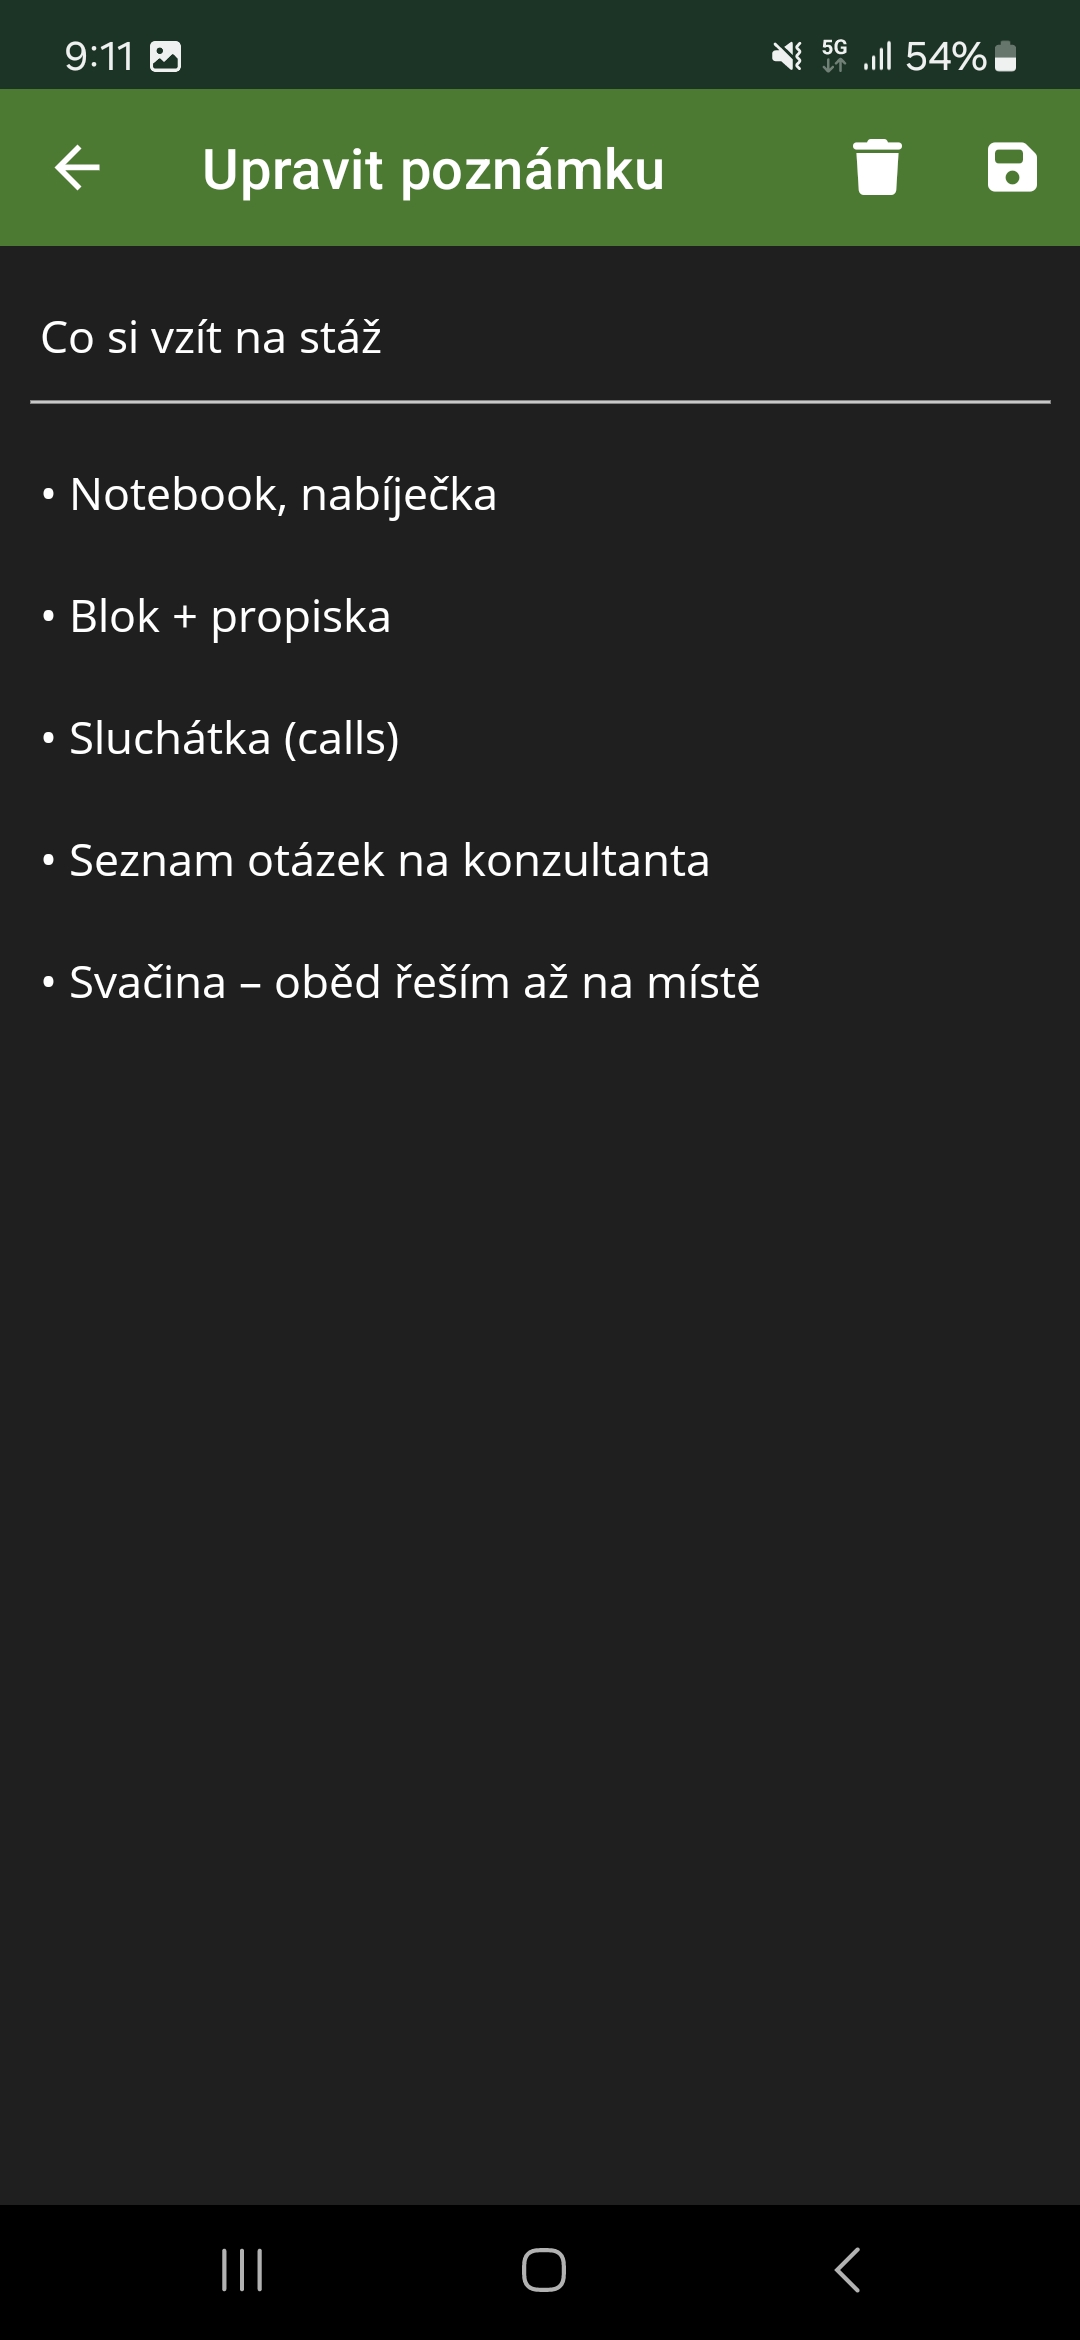 9:11
5G
54%
Upravit poznámku
Co si vzít na stáž
• Notebook, nabíječka
• Blok + propiska
• Sluchátka (calls)
• Seznam otázek na konzultanta
• Svačina – oběd řeším až na místě